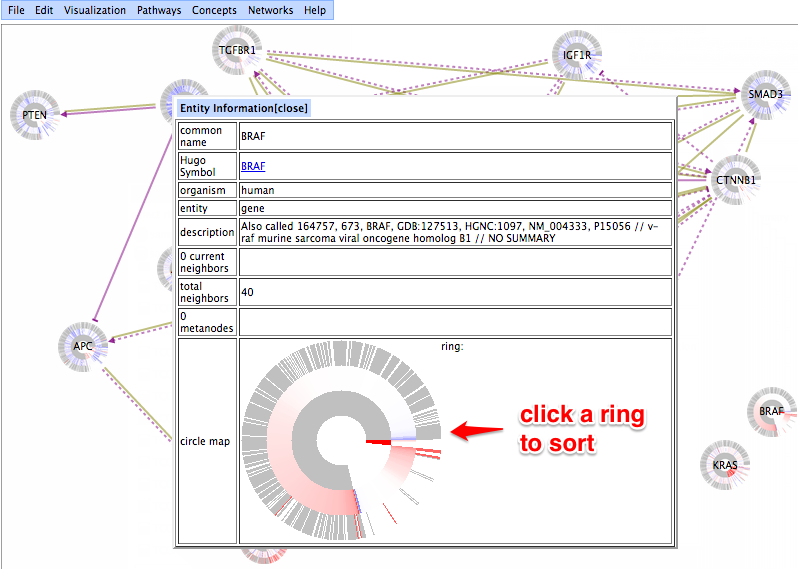 File Edit Visualization Pathways Concepts Networks Help
TGFBR1
IGF1R
SMAD3
PTEN
CTNNB1
APC
BRAF
KRAS
Entity Information[close]
common
name
BRAF
Hugo
Symbol
BRAF
organism
human
entity
gene
description
Also called 164757, 673, BRAF, GDB:127513, HGNC:1097, NM_004333, P15056 // v-
raf murine sarcoma viral oncogene homolog B1 // NO SUMMARY
0 current
neighbors
total
neighbors
40
0
metanodes
circle map
ring:
click a ring
to sort